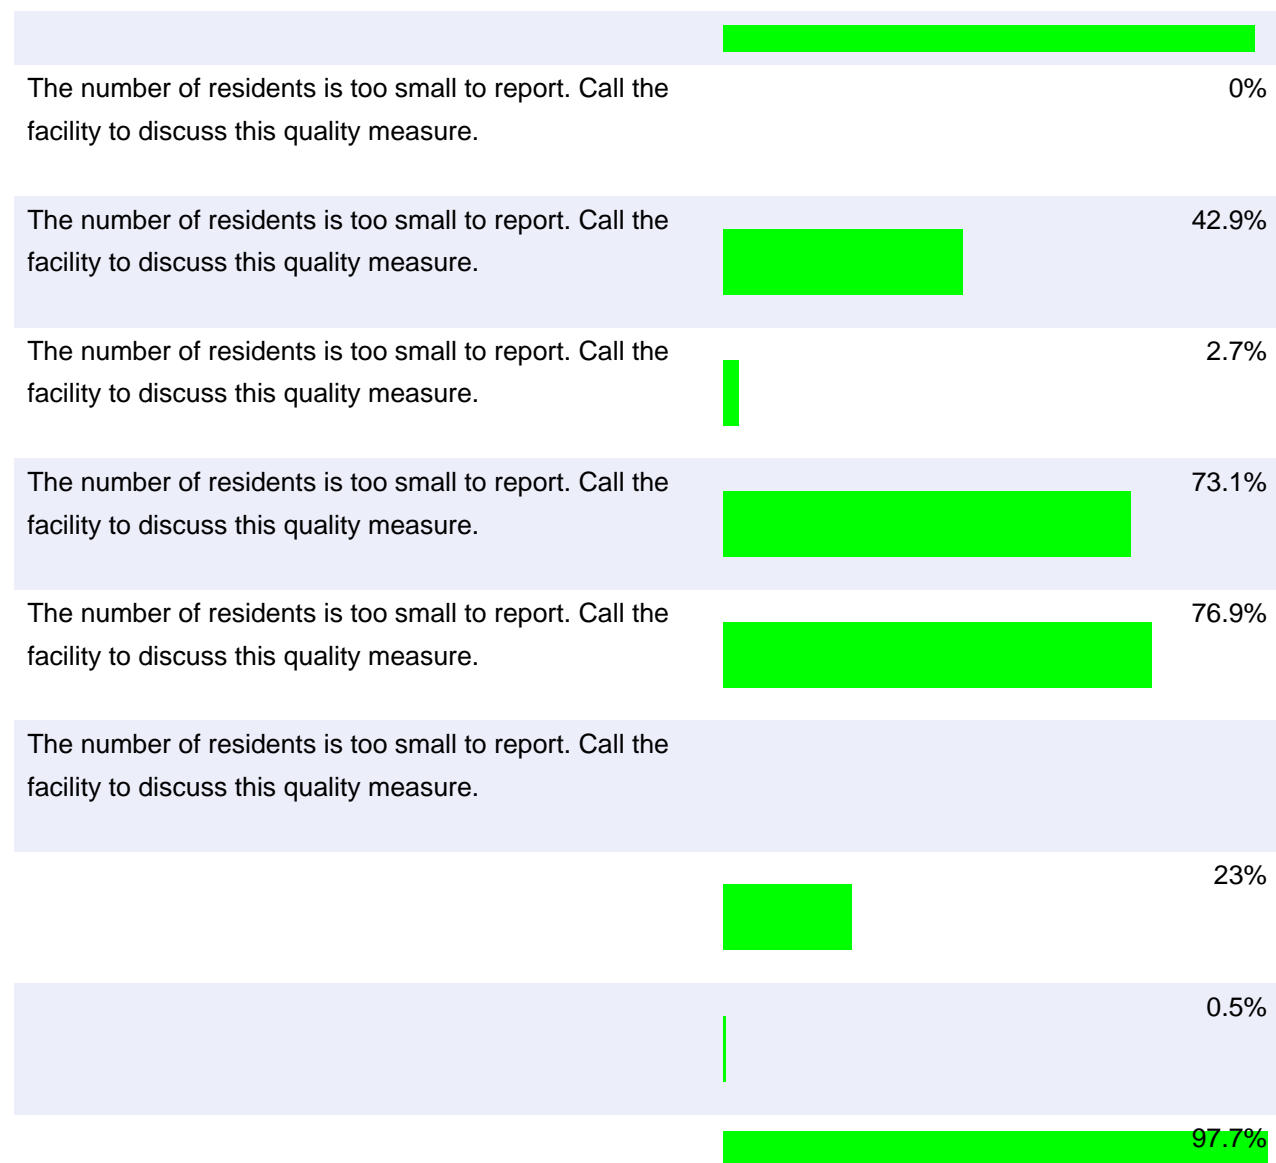 The number of residents is too small to report. Call the 0%
facility to discuss this quality measure.
The number of residents is too small to report. Call the 42.9%
facility to discuss this quality measure.
The number of residents is too small to report. Call the 2.7%
facility to discuss this quality measure.
The number of residents is too small to report. Call the 73.1%
facility to discuss this quality measure.
The number of residents is too small to report. Call the 76.9%
facility to discuss this quality measure.
The number of residents is too small to report. Call the
facility to discuss this quality measure.
23%
0.5%
97.7%